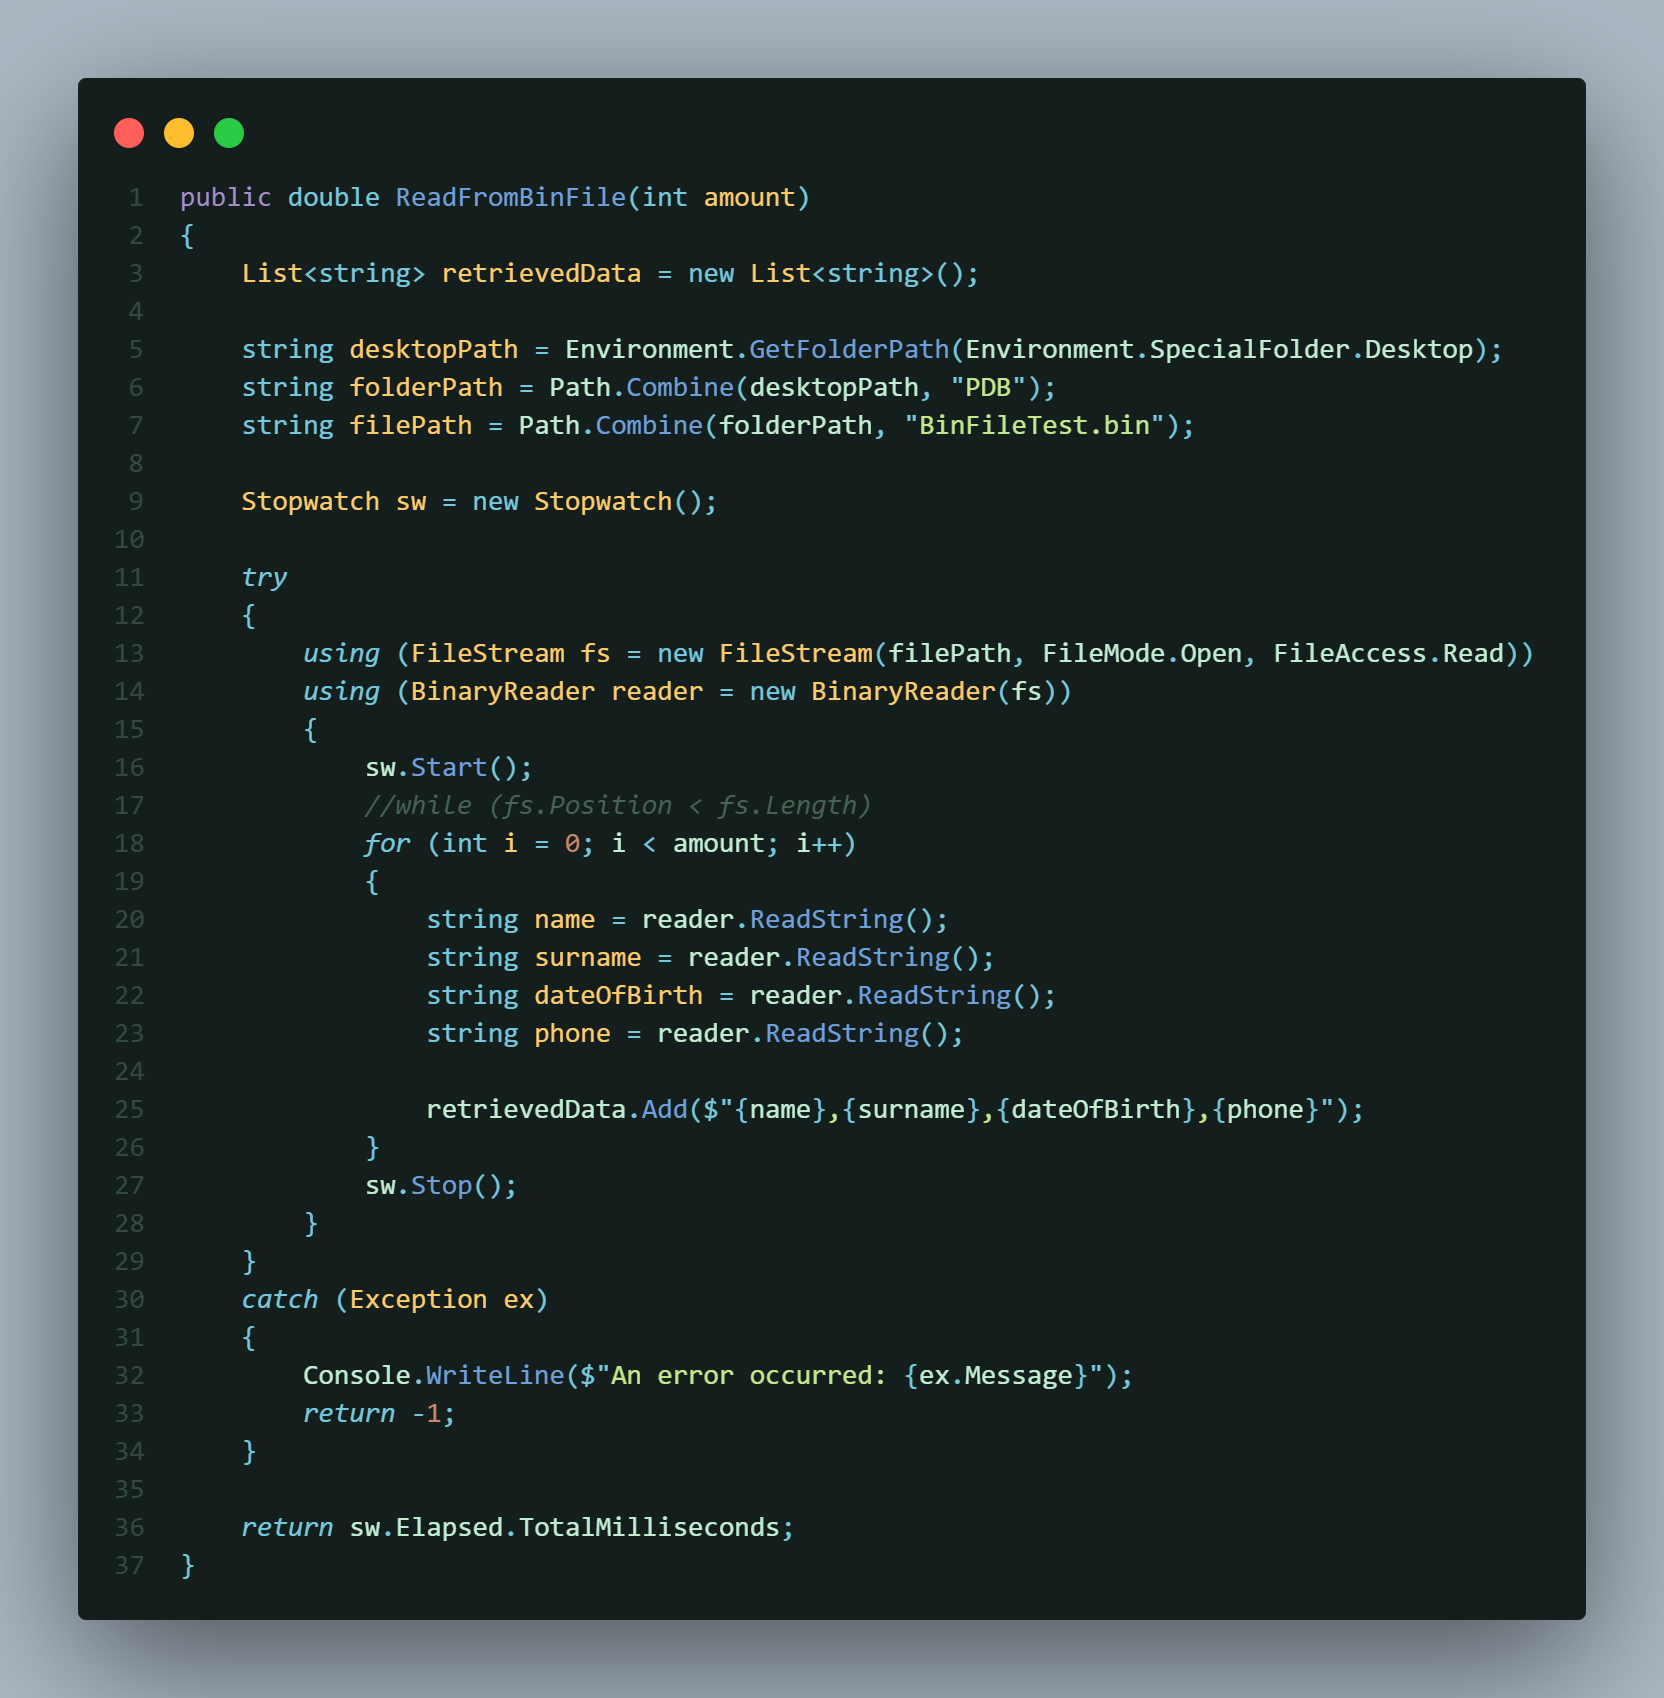 1 public double ReadFromBinFile(int amount)
2 {
3     List<string> retrievedData = new List<string>();
4
5     string desktopPath = Environment.GetFolderPath(Environment.SpecialFolder.Desktop);
6     string folderPath = Path.Combine(desktopPath, "PDB");
7     string filePath = Path.Combine(folderPath, "BinFileTest.bin");
8
9     Stopwatch sw = new Stopwatch();
10
11     try
12     {
13         using (FileStream fs = new FileStream(filePath, FileMode.Open, FileAccess.Read))
14         using (BinaryReader reader = new BinaryReader(fs))
15         {
16             sw.Start();
17             //while (fs.Position < fs.Length)
18             for (int i = 0; i < amount; i++)
19             {
20                 string name = reader.ReadString();
21                 string surname = reader.ReadString();
22                 string dateOfBirth = reader.ReadString();
23                 string phone = reader.ReadString();
24
25                 retrievedData.Add($"{name},{surname},{dateOfBirth},{phone}");
26             }
27             sw.Stop();
28         }
29     }
30     catch (Exception ex)
31     {
32         Console.WriteLine($"An error occurred: {ex.Message}");
33         return -1;
34     }
35
36     return sw.Elapsed.TotalMilliseconds;
37 }